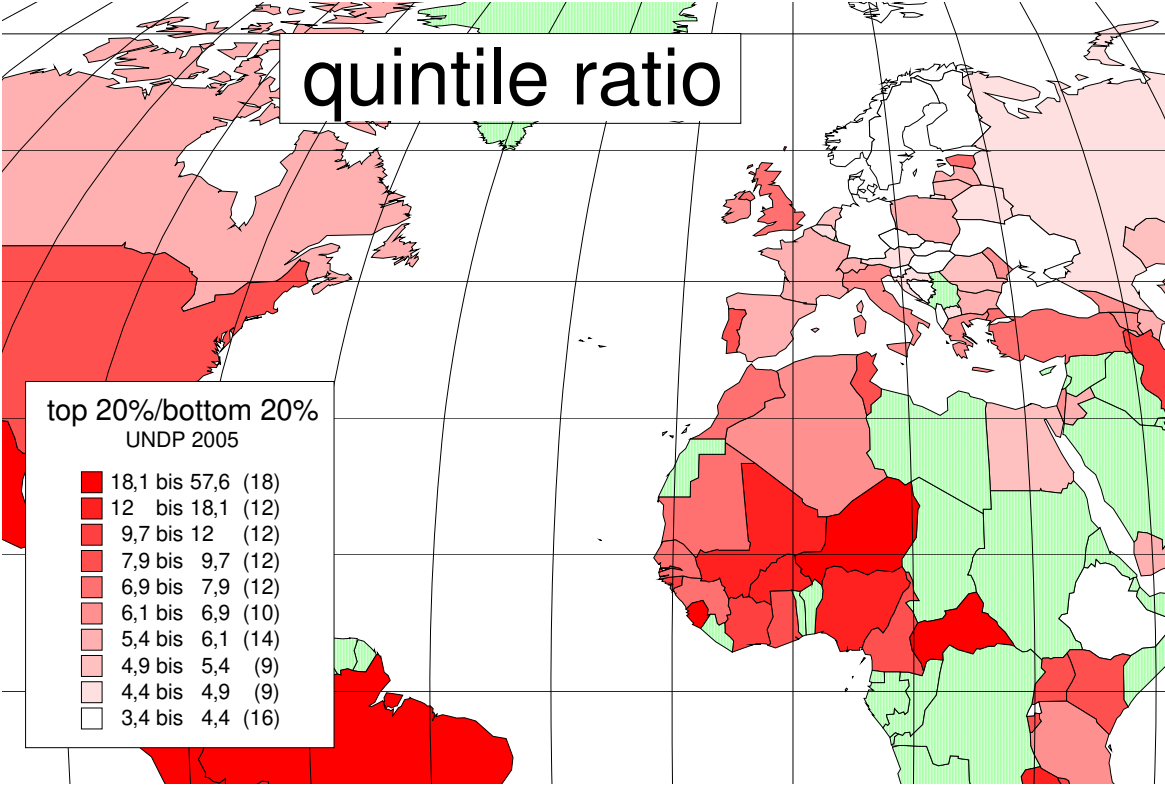 quintile ratio
top 20%/bottom 20%
UNDP 2005
18,1 bis 57,6 (18)
12 bis 18,1 (12)
9,7 bis 12 (12)
7,9 bis 9,7 (12)
6,9 bis 7,9 (12)
6,1 bis 6,9 (10)
5,4 bis 6,1 (14)
4,9 bis 5,4 (9)
4,4 bis 4,9 (9)
3,4 bis 4,4 (16)